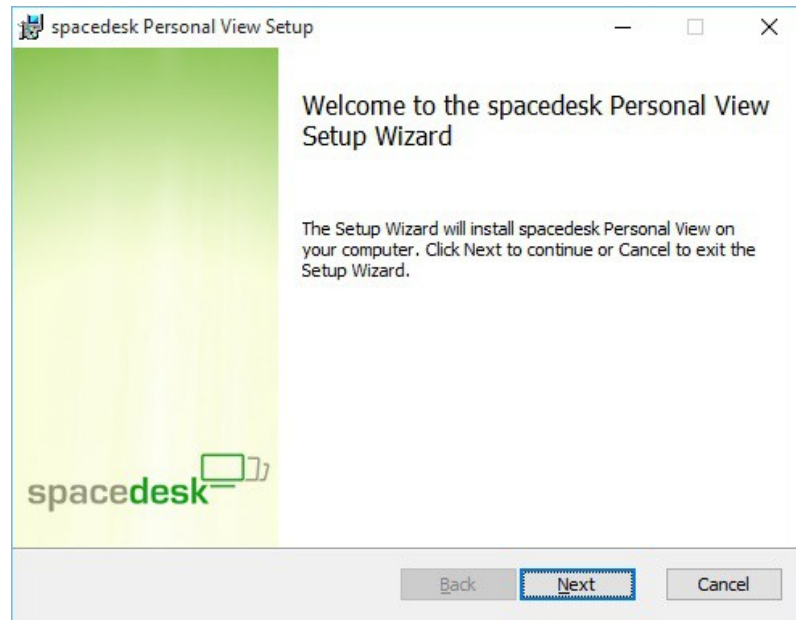 spacedesk Personal View Setup
Welcome to the spacedesk Personal View
Setup Wizard
The Setup Wizard will install spacedesk Personal View on
your computer. Click Next to continue or Cancel to exit the
Setup Wizard.
spacedesk
Back Next Cancel